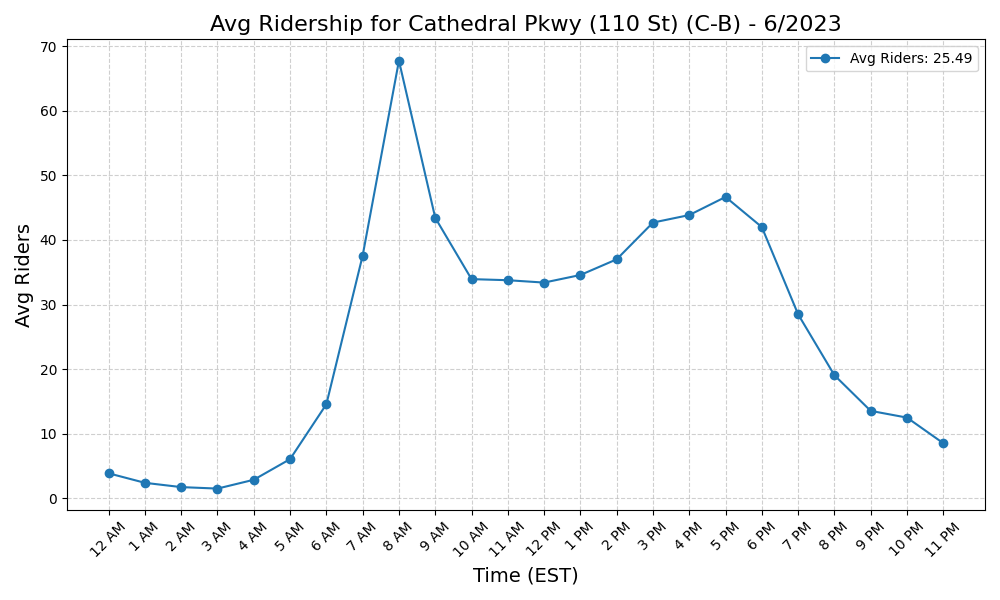 Avg Ridership for Cathedral Pkwy (110 St) (C-B) - 6/2023
Avg Riders: 25.49
Avg Riders
70
60
50
40
30
20
10
0
12 AM
1 AM
2 AM
3 AM
4 AM
5 AM
6 AM
7 AM
8 AM
9 AM
10 AM
11 AM
12 PM
1 PM
2 PM
3 PM
4 PM
5 PM
6 PM
7 PM
8 PM
9 PM
10 PM
11 PM
Time (EST)